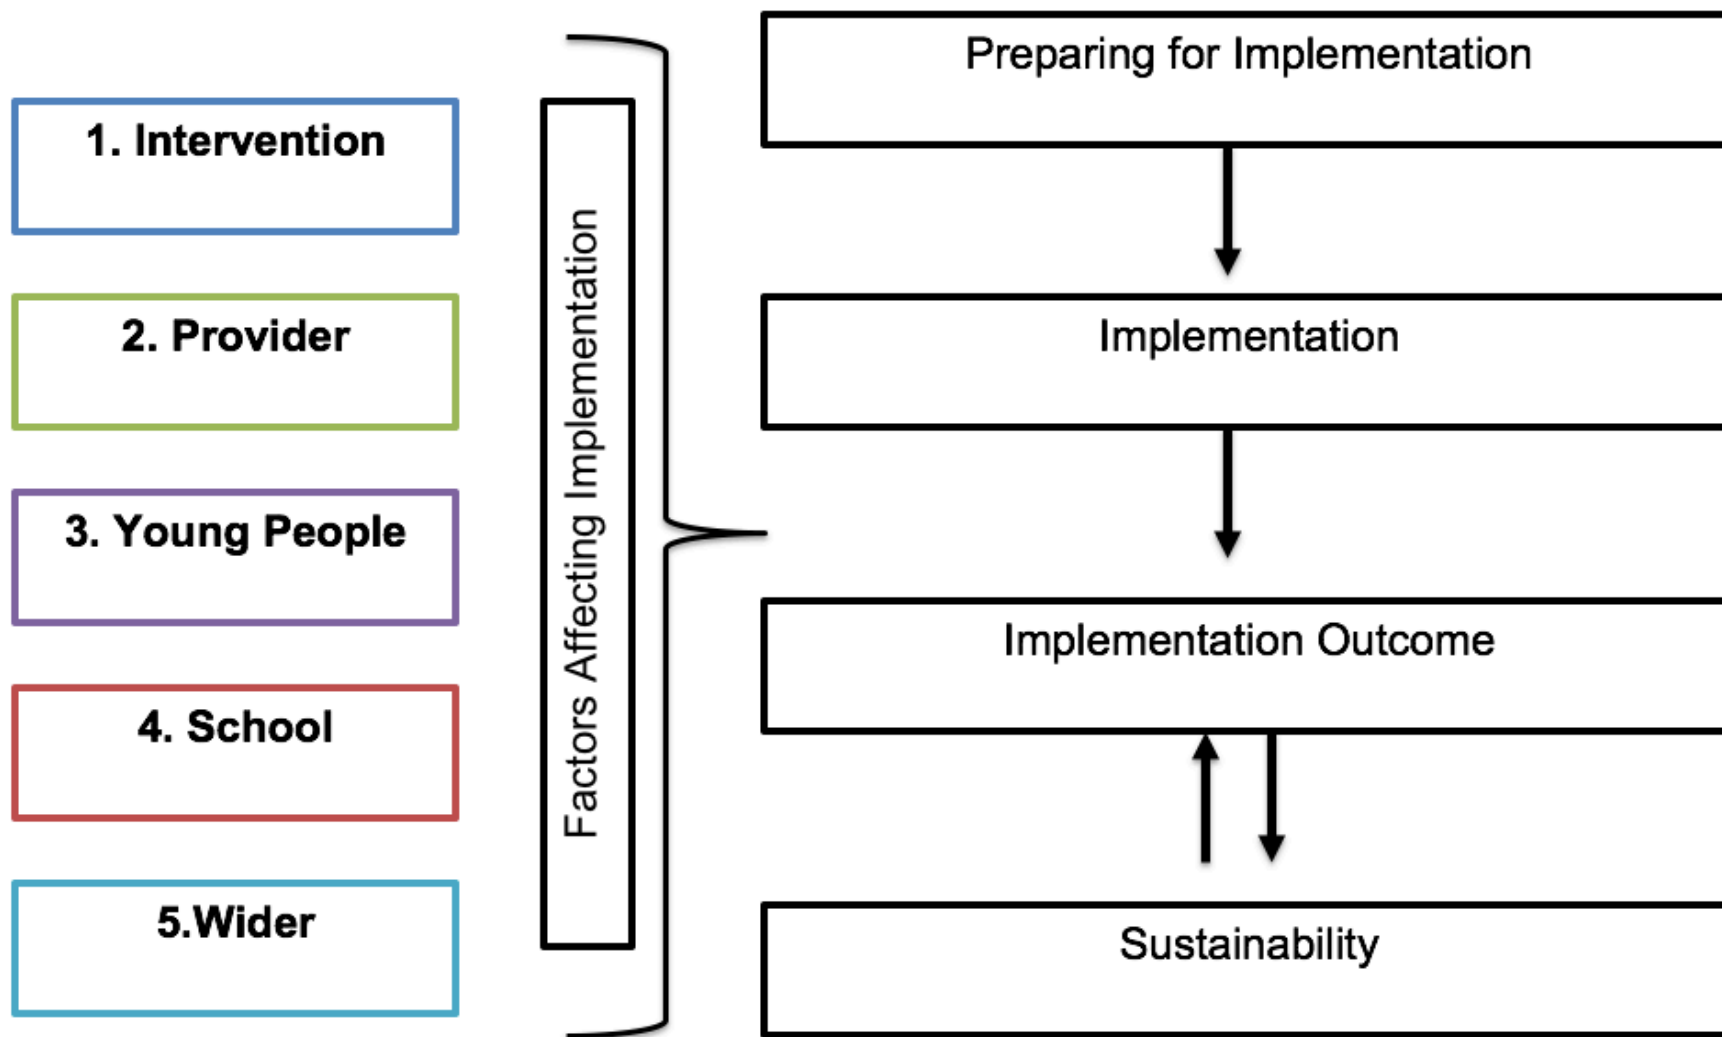 1. Intervention
2. Provider
3. Young People
4. School
5.Wider
Factors Affecting Implementation
Preparing for Implementation
Implementation
Implementation Outcome
Sustainability